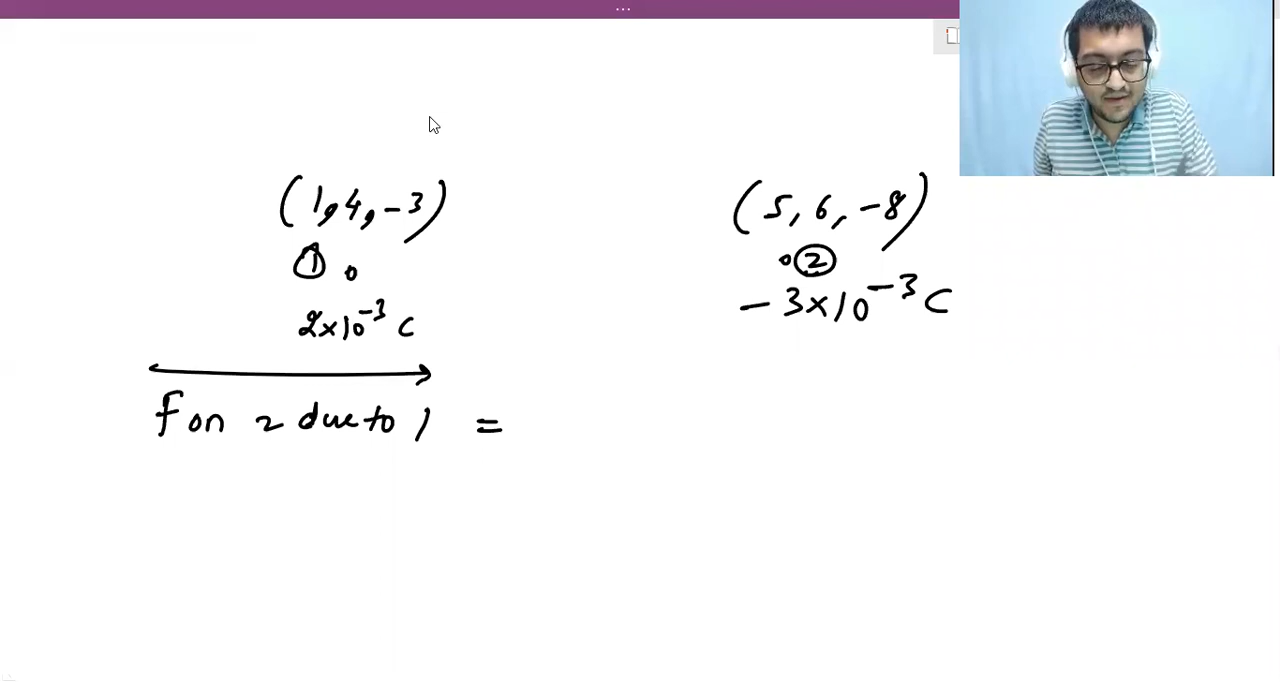 (1, 4, -3)
(5, 6, -8)
①
②
2×10⁻³ C
-3×10⁻³ C
F on 2 due to 1 =